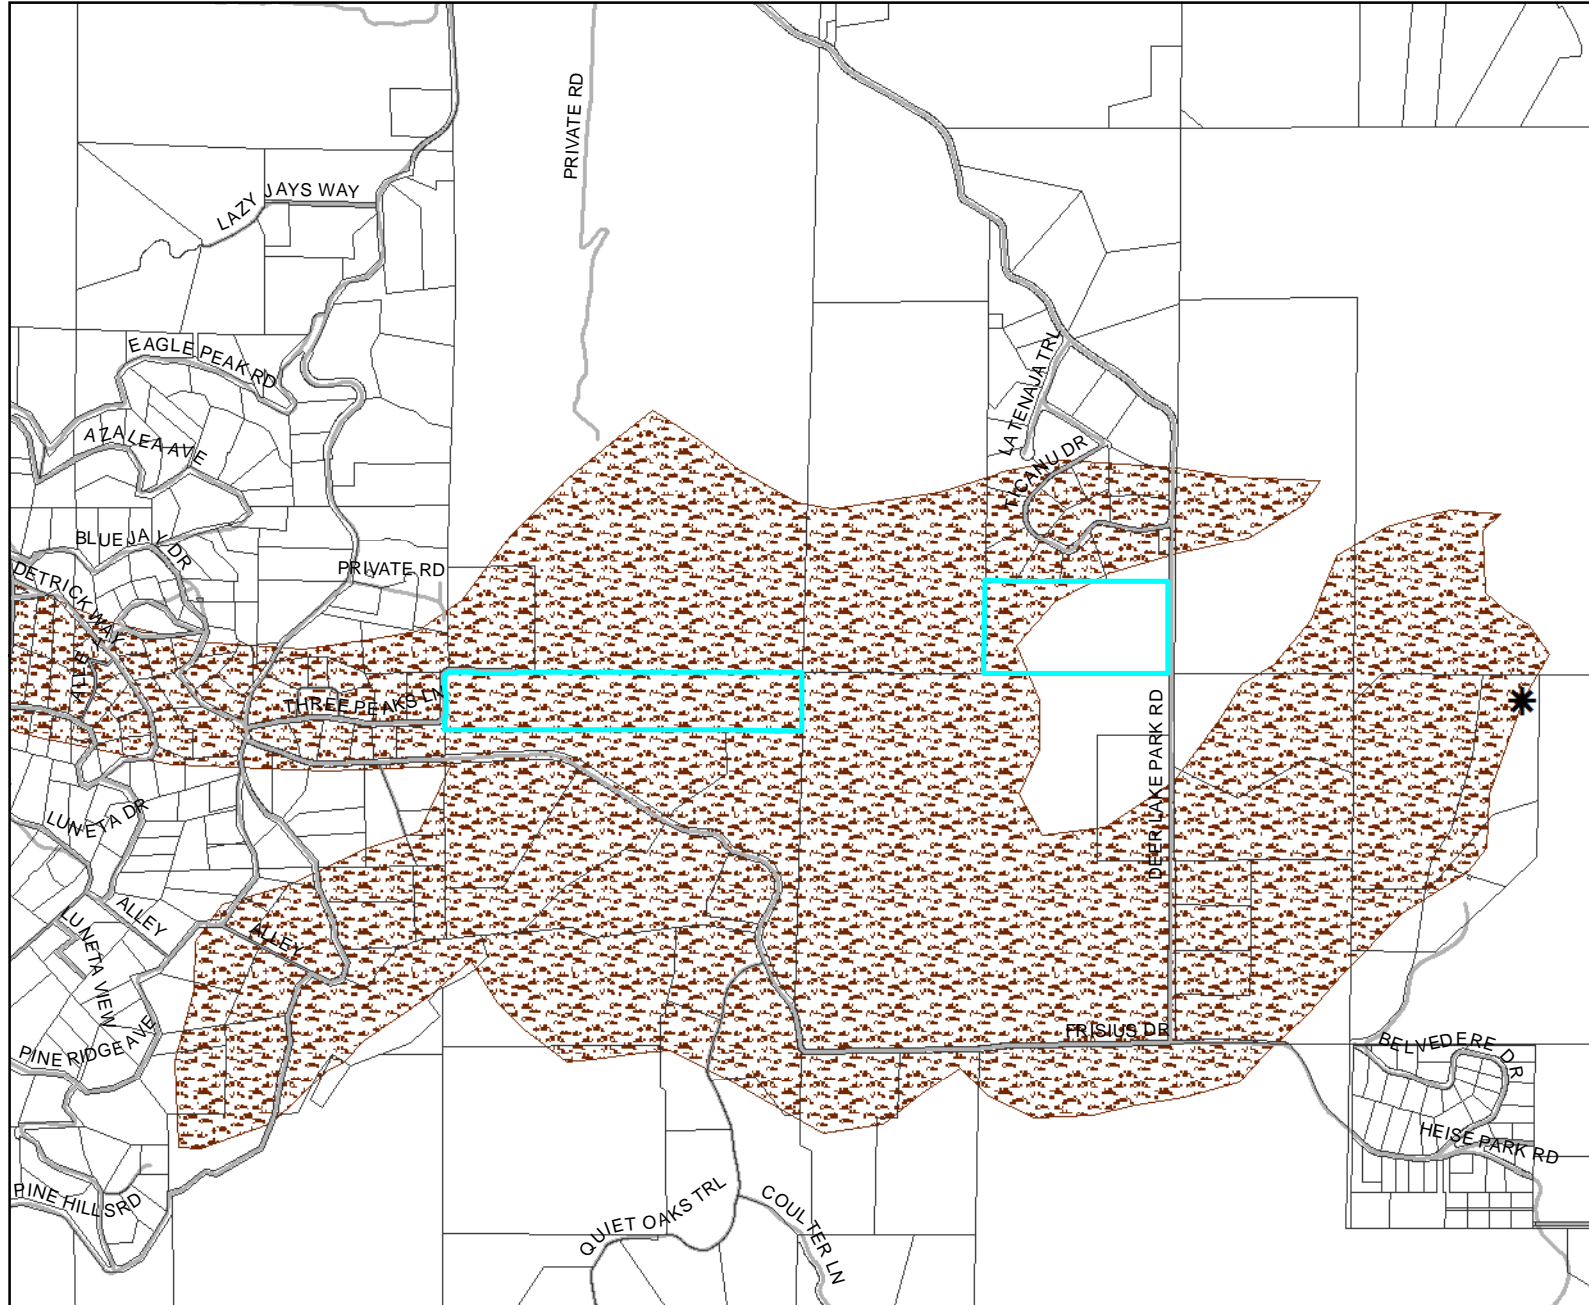 PRIVATE RD
LAZY JAYS WAY
EAGLE PEAK RD
LA TENAJA TRL
AZALEA AVE
TICANU DR
BLUE JAY DR
DETRICK WAY
PRIVATE RD
THREE PEAKS LN
DEER LAKE PARK RD
LUNETA DR
ALLEY
LUNETA VIEW
ALLEY
PINE RIDGE AVE
FRISIUS DR
BELVEDERE DR
HEISE PARK RD
PINE HILLS RD
QUIET OAKS TRL
COULTER LN